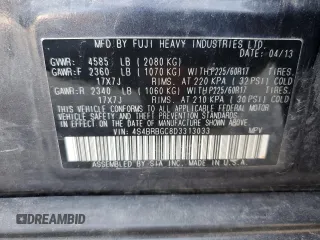 MFD. BY FUJI HEAVY INDUSTRIES LTD.
DATE 04/13
GVWR: 4585 LB (2080 KG)
GAWR:F 2360 LB (1070 KG) WITH P225/60R17 TIRES,
17X7J RIMS, AT 220 KPA (32 PSI) COLD
GAWR:R 2340 LB (1060 KG) WITH P225/60R17 TIRES,
17X7J RIMS, AT 210 KPA (30 PSI) COLD
THIS VEHICLE CONFORMS TO ALL APPLICABLE FEDERAL MOTOR
VEHICLE SAFETY STANDARDS IN EFFECT ON THE DATE OF
MANUFACTURE SHOWN ABOVE.
VIN: 4S4BRBGC8D3313033 MPV
ASSEMBLED BY S-I-A, INC. MADE IN U.S.A.
DREAMBID